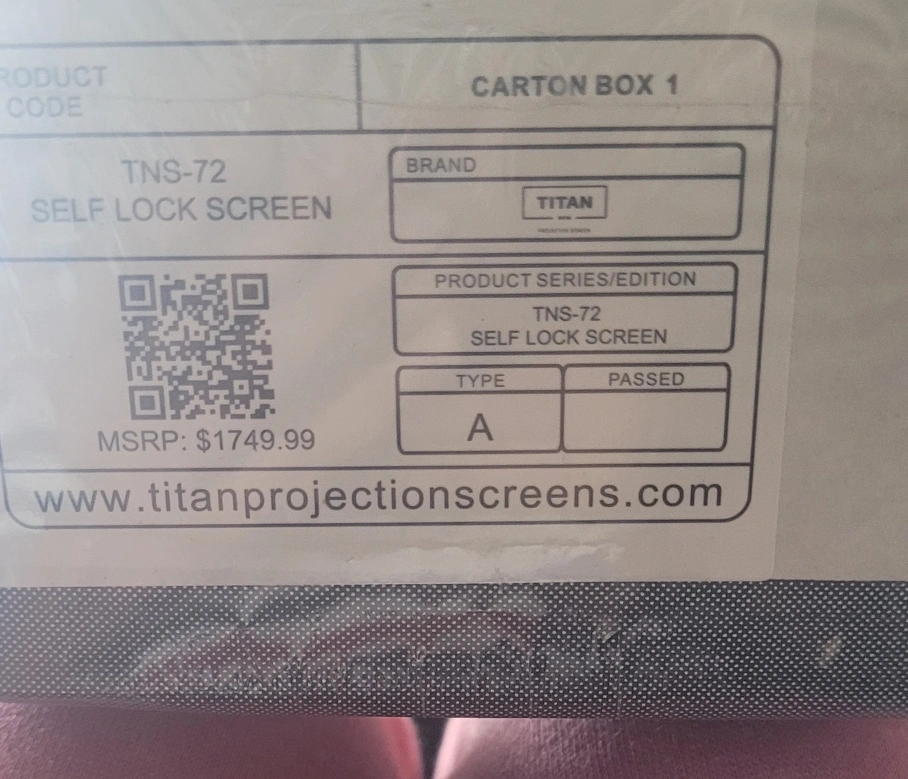 RODUCT
CODE
CARTON BOX 1
TNS-72
SELF LOCK SCREEN
BRAND
TITAN
MSRP: $1749.99
PRODUCT SERIES/EDITION
TNS-72
SELF LOCK SCREEN
TYPE
PASSED
A
www.titanprojectionscreens.com